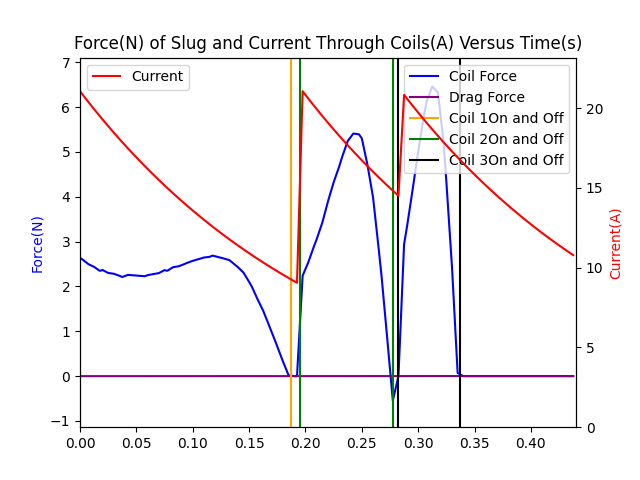 Force(N) of Slug and Current Through Coils(A) Versus Time(s)
Current
Coil Force
Drag Force
Coil 1On and Off
Coil 2On and Off
Coil 3On and Off
Force(N)
7
6
5
4
3
2
1
0
−1
Current(A)
20
15
10
5
0
0.00 0.05 0.10 0.15 0.20 0.25 0.30 0.35 0.40